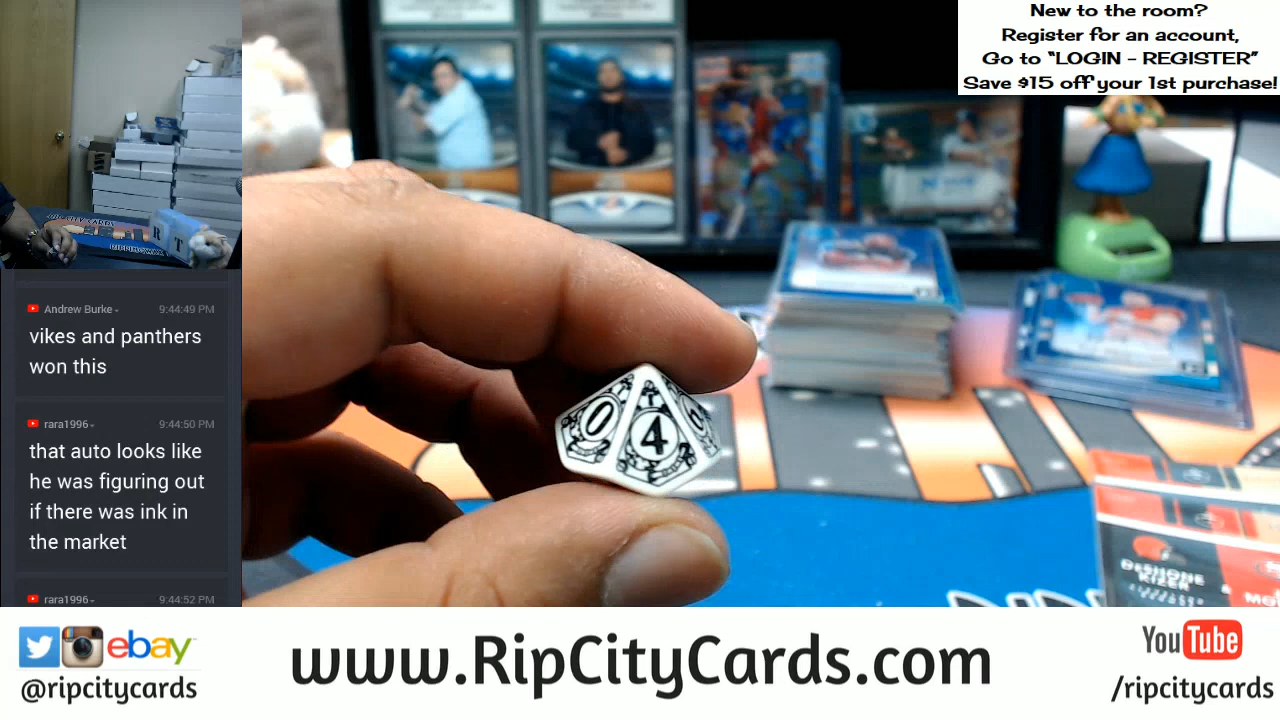 New to the room?
Register for an account,
Go to "LOGIN - REGISTER"
Save $15 off your 1st purchase!
R T
Andrew Burke 9:44:49 PM
vikes and panthers
won this
rara1996 9:44:50 PM
that auto looks like
he was figuring out
if there was ink in
the market
rara1996 9:44:52 PM
0 4
DESHONE
KIZER
ebay
@ripcitycards
www.RipCityCards.com
YouTube
/ripcitycards